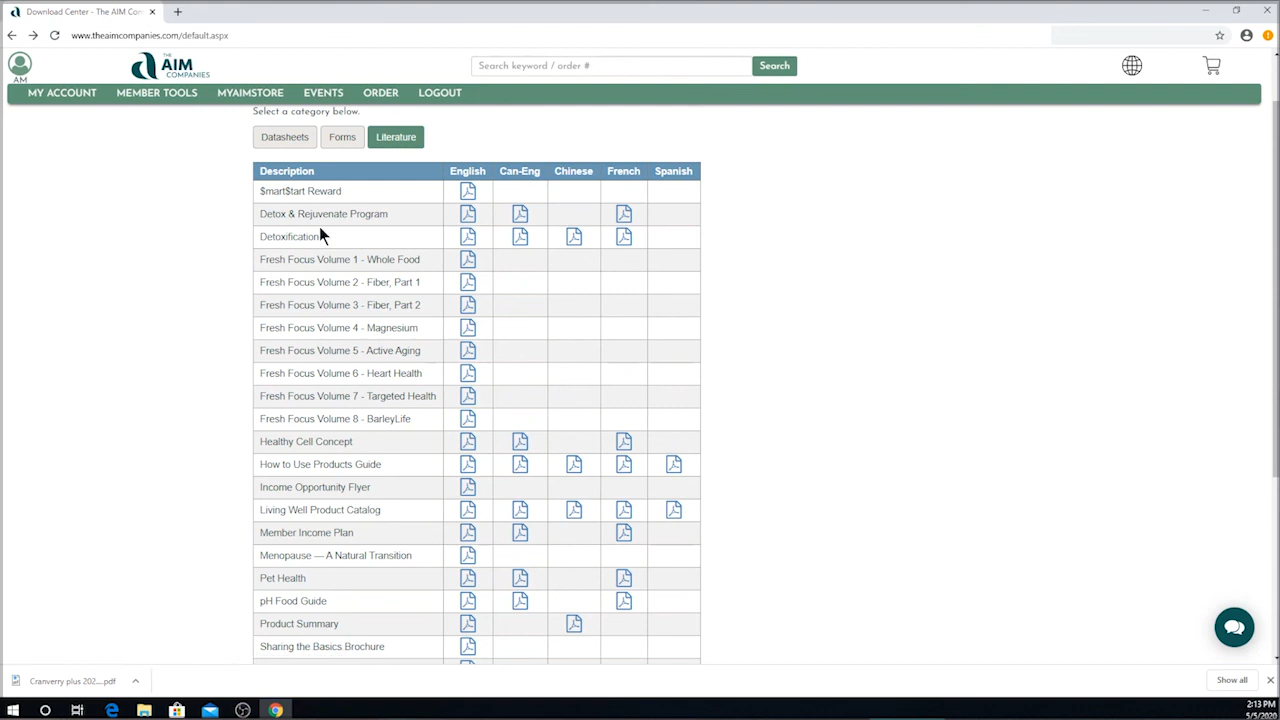 Download Center - The AIM Con
www.theaimcompanies.com/default.aspx
AM
THE
AIM
COMPANIES
Search keyword / order #
Search
MY ACCOUNT
MEMBER TOOLS
MYAIMSTORE
EVENTS
ORDER
LOGOUT
Select a category below.
Datasheets
Forms
Literature
Description English Can-Eng Chinese French Spanish
$mart$tart Reward
Detox & Rejuvenate Program
Detoxification
Fresh Focus Volume 1 - Whole Food
Fresh Focus Volume 2 - Fiber, Part 1
Fresh Focus Volume 3 - Fiber, Part 2
Fresh Focus Volume 4 - Magnesium
Fresh Focus Volume 5 - Active Aging
Fresh Focus Volume 6 - Heart Health
Fresh Focus Volume 7 - Targeted Health
Fresh Focus Volume 8 - BarleyLife
Healthy Cell Concept
How to Use Products Guide
Income Opportunity Flyer
Living Well Product Catalog
Member Income Plan
Menopause — A Natural Transition
Pet Health
pH Food Guide
Product Summary
Sharing the Basics Brochure
Cranverry plus 202....pdf
Show all
2:13 PM
5/5/2020